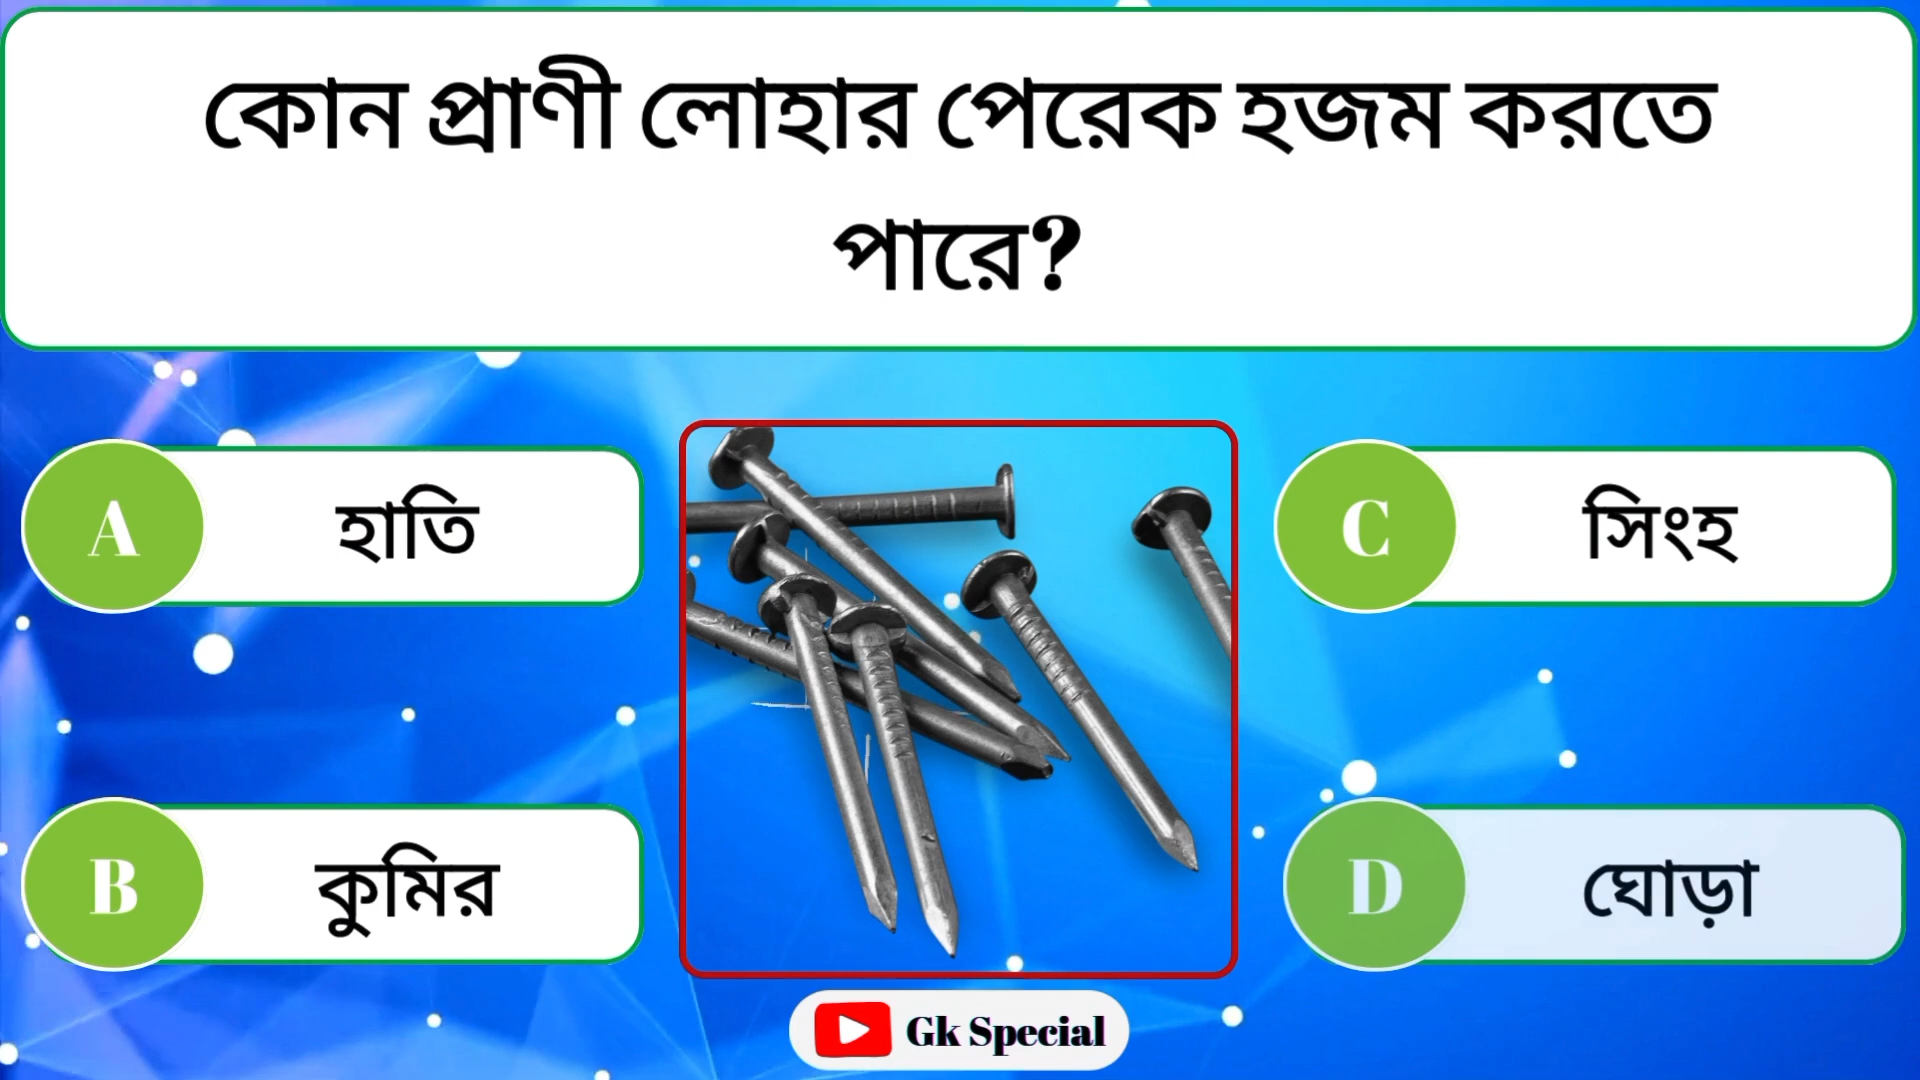 কোন প্রাণী লোহার পেরেক হজম করতে
পারে?
A হাতি
C সিংহ
B কুমির
D ঘোড়া
Gk Special